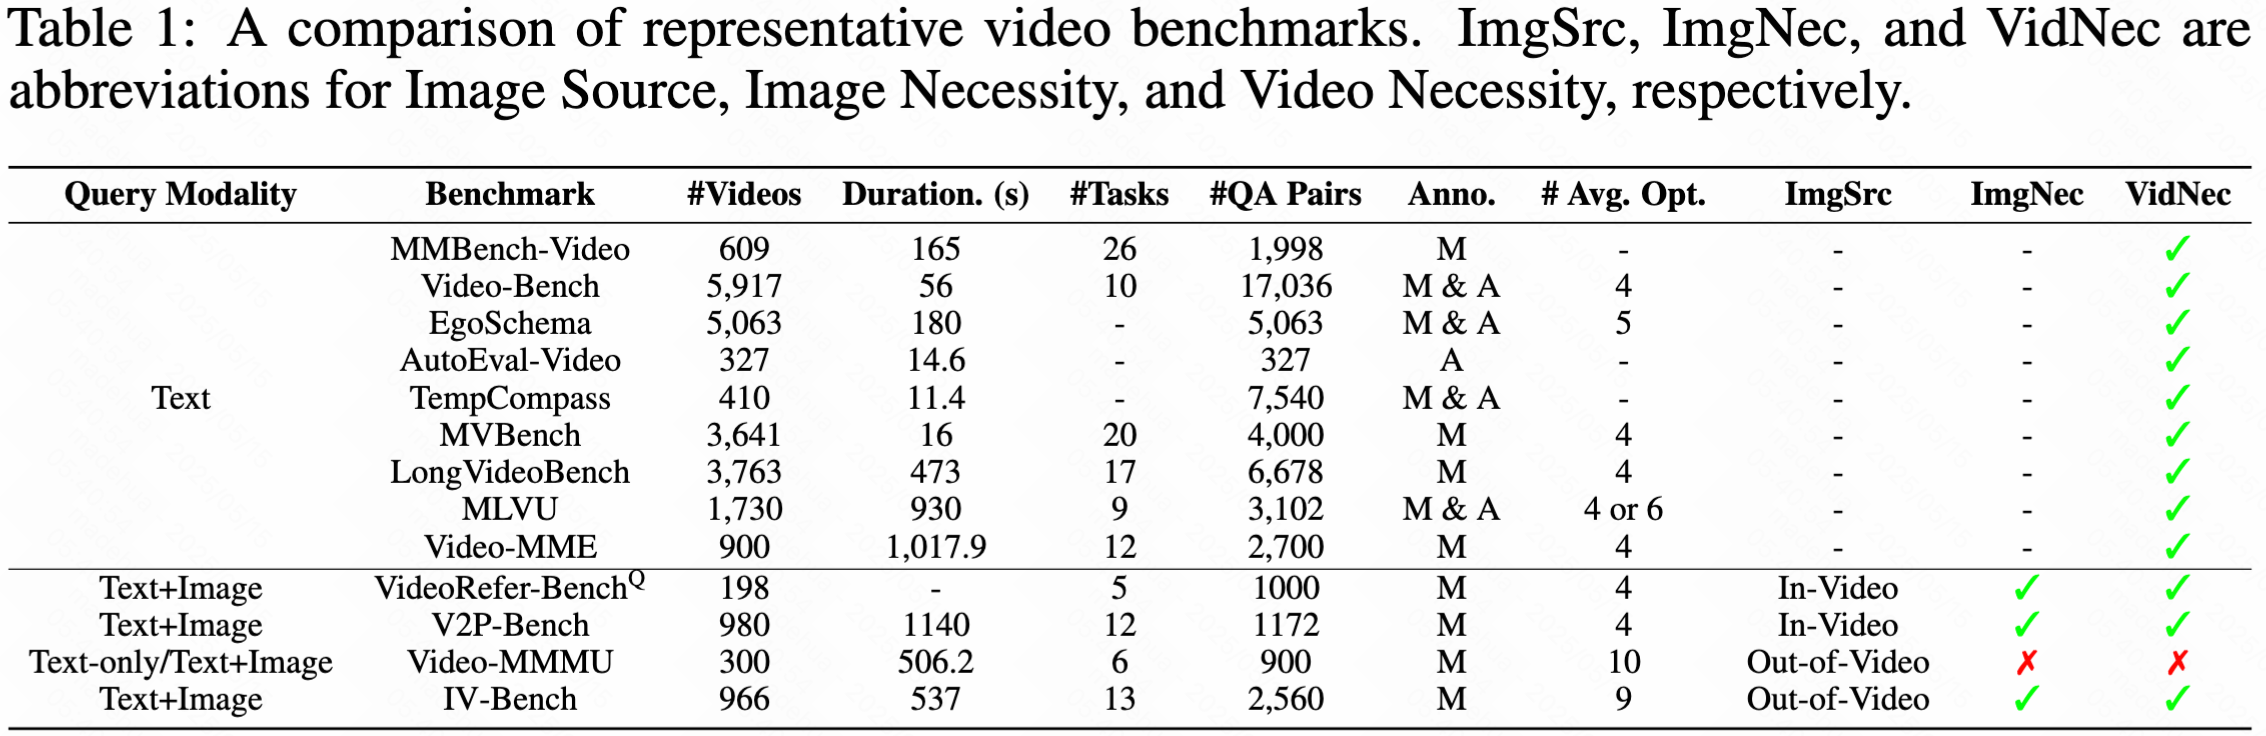 Table 1: A comparison of representative video benchmarks. ImgSrc, ImgNec, and VidNec are
abbreviations for Image Source, Image Necessity, and Video Necessity, respectively.
Query Modality Benchmark #Videos Duration. (s) #Tasks #QA Pairs Anno. # Avg. Opt. ImgSrc ImgNec VidNec
MMBench-Video 609 165 26 1,998 M - - - ✓
Video-Bench 5,917 56 10 17,036 M & A 4 - - ✓
EgoSchema 5,063 180 - 5,063 M & A 5 - - ✓
AutoEval-Video 327 14.6 - 327 A - - - ✓
Text TempCompass 410 11.4 - 7,540 M & A - - - ✓
MVBench 3,641 16 20 4,000 M 4 - - ✓
LongVideoBench 3,763 473 17 6,678 M 4 - - ✓
MLVU 1,730 930 9 3,102 M & A 4 or 6 - - ✓
Video-MME 900 1,017.9 12 2,700 M 4 - - ✓
Text+Image VideoRefer-Bench^Q 198 - 5 1000 M 4 In-Video ✓ ✓
Text+Image V2P-Bench 980 1140 12 1172 M 4 In-Video ✓ ✓
Text-only/Text+Image Video-MMMU 300 506.2 6 900 M 10 Out-of-Video ✗ ✗
Text+Image IV-Bench 966 537 13 2,560 M 9 Out-of-Video ✓ ✓